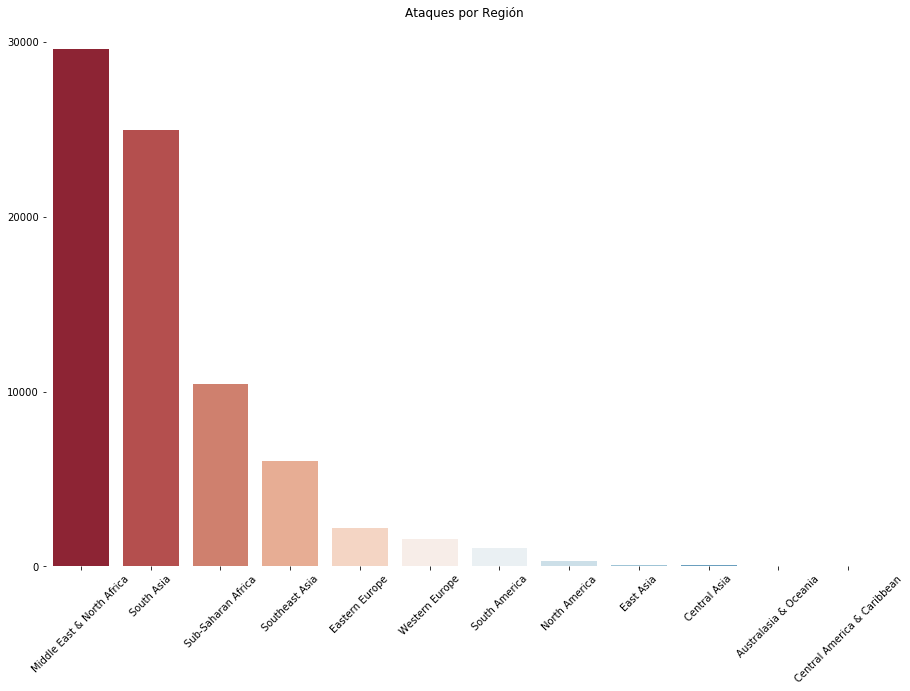 Ataques por Región
30000
20000
10000
0
Middle East & North Africa
South Asia
Sub-Saharan Africa
Southeast Asia
Eastern Europe
Western Europe
South America
North America
East Asia
Central Asia
Australasia & Oceania
Central America & Caribbean